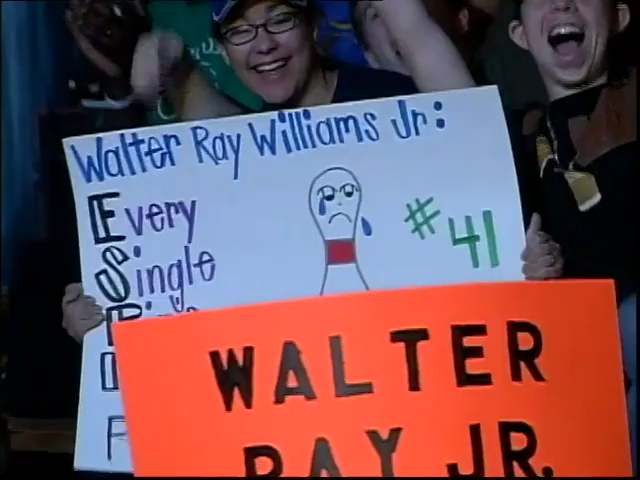 Walter Ray Williams Jr:
Every
Single
#41
WALTER
RAY JR.